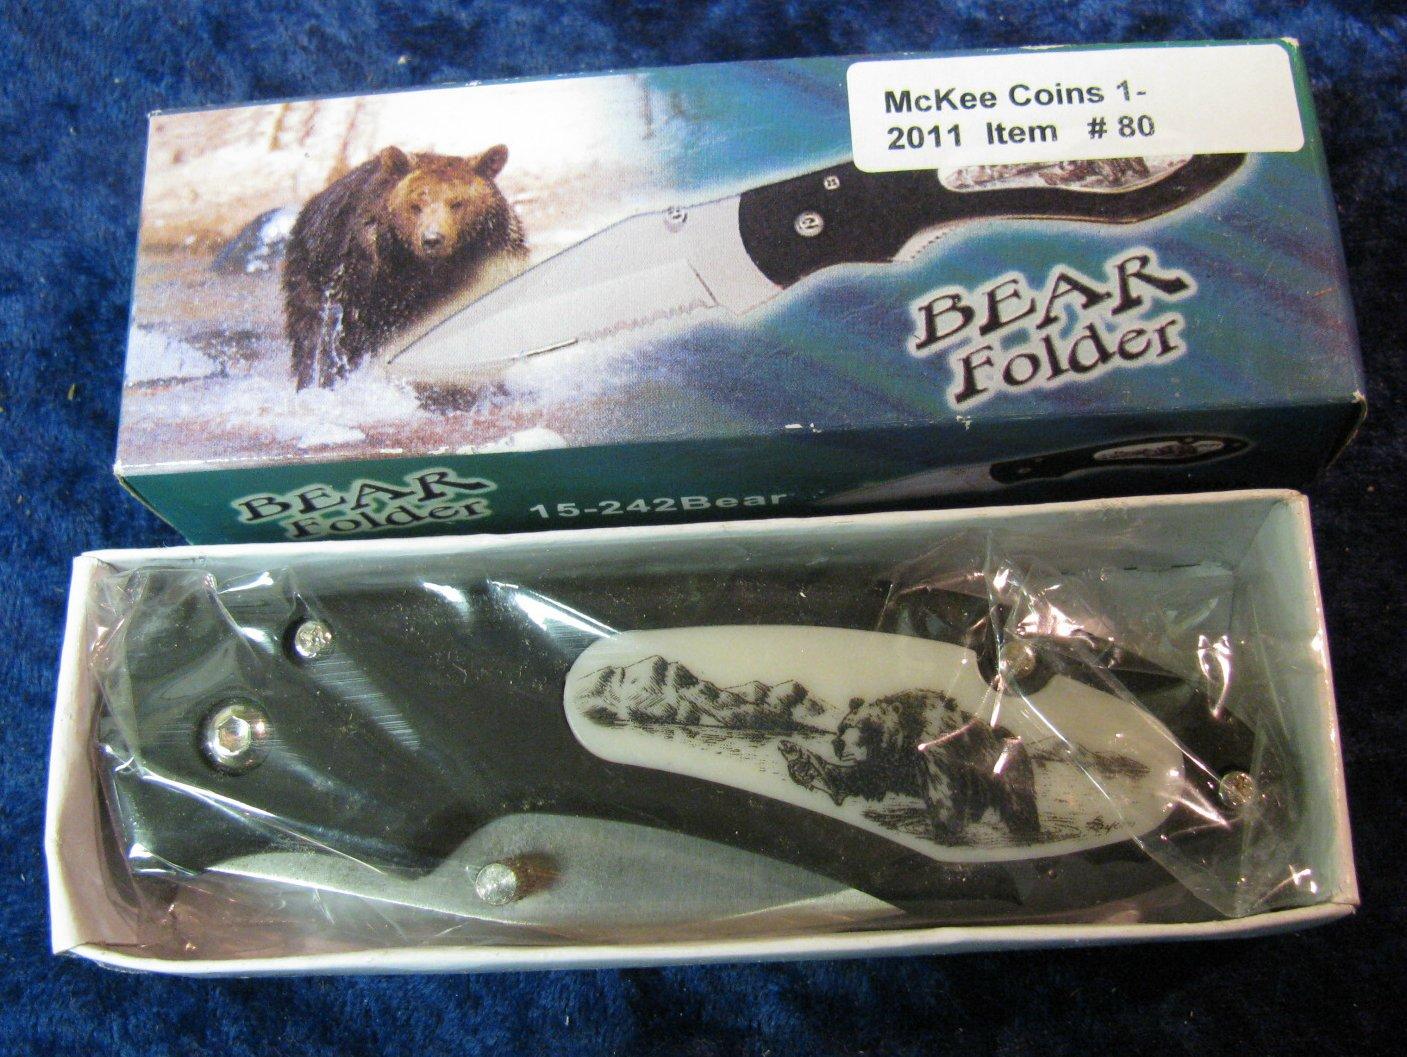 McKee Coins 1-
2011 Item # 80
BEAR
Folder
BEAR
Folder
15-242Bear